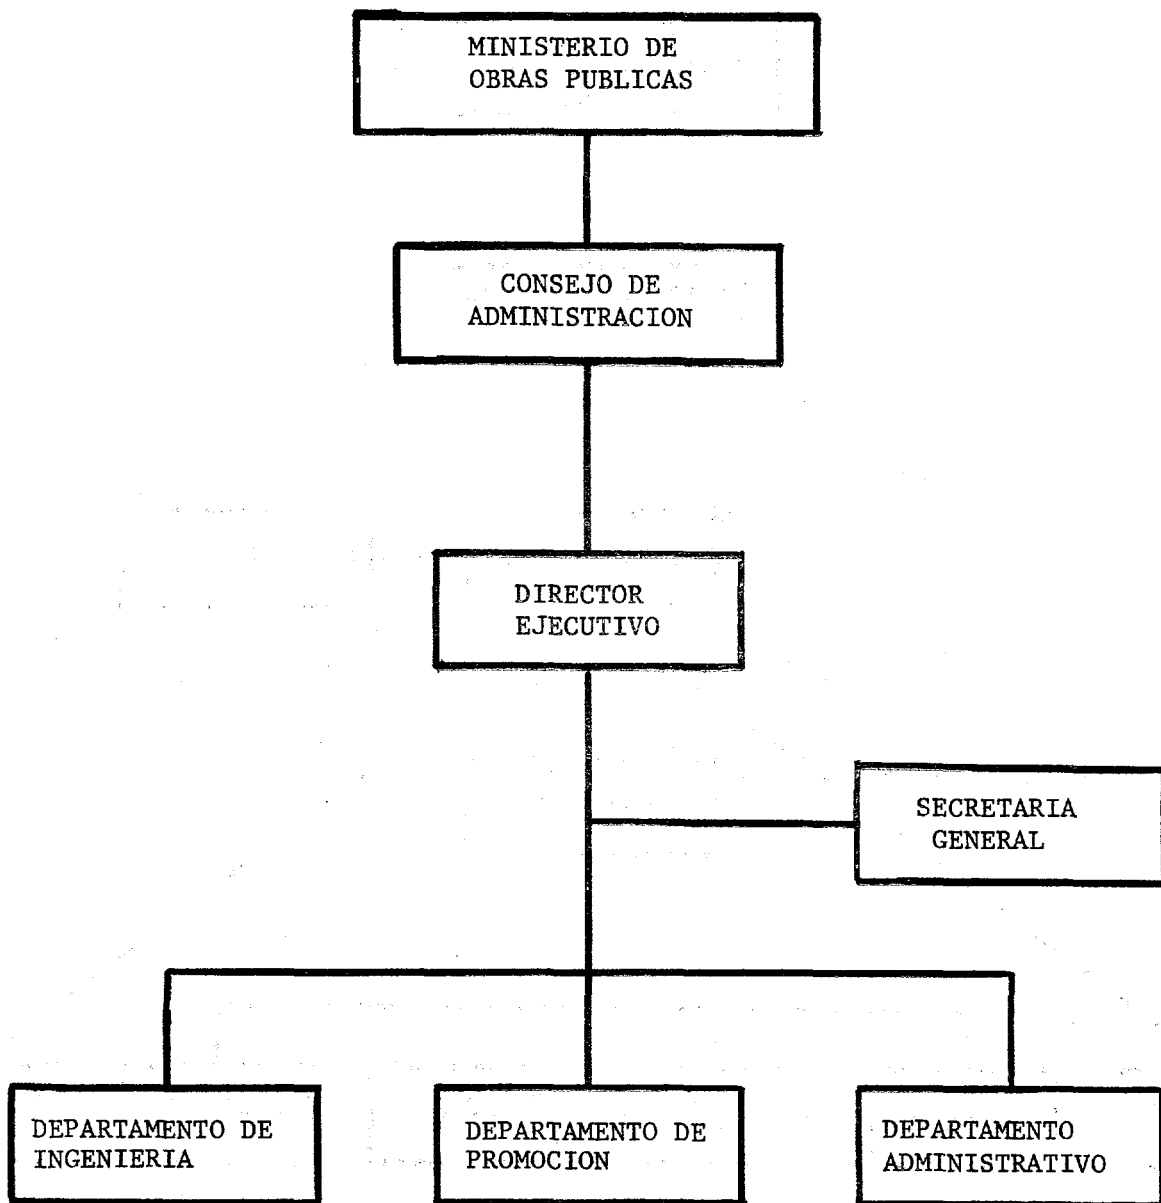 MINISTERIO DE
OBRAS PUBLICAS
CONSEJO DE
ADMINISTRACION
DIRECTOR
EJECUTIVO
SECRETARIA
GENERAL
DEPARTAMENTO DE
INGENIERIA
DEPARTAMENTO DE
PROMOCION
DEPARTAMENTO
ADMINISTRATIVO